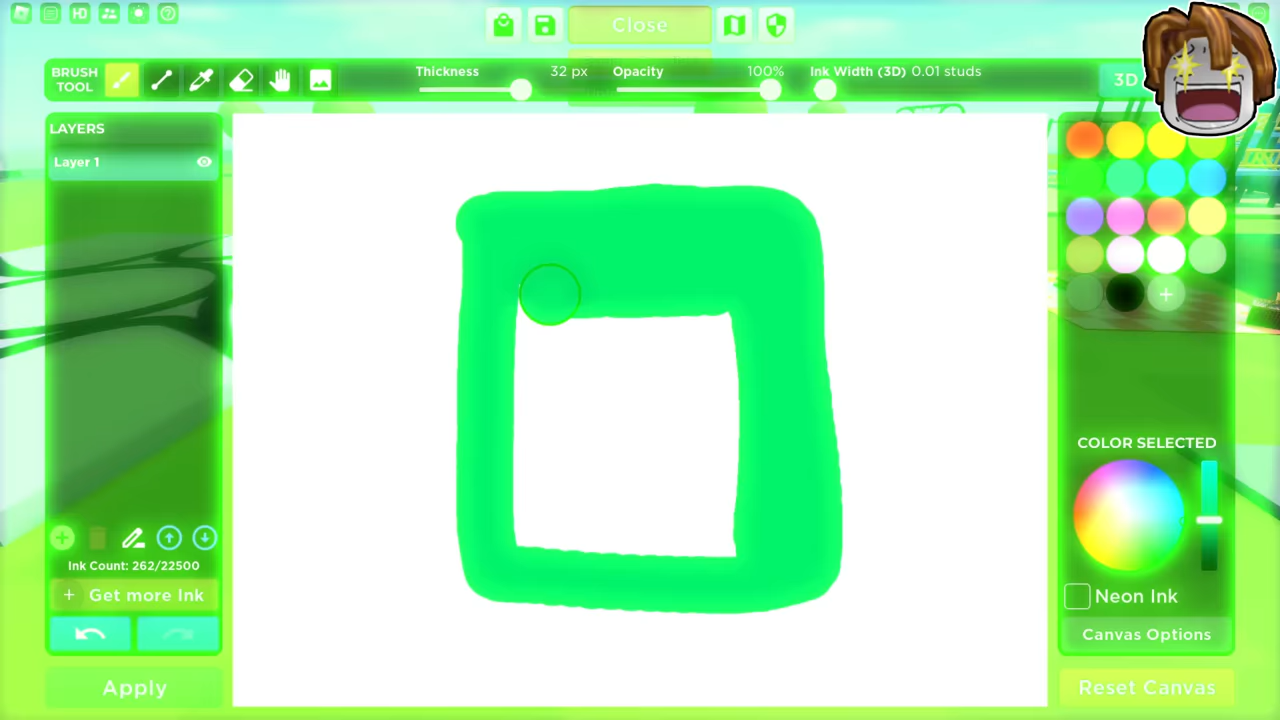 HD
Close
BRUSH
TOOL
Thickness
32 px
Opacity
100%
Ink Width (3D) 0.01 studs
3D
LAYERS
Layer 1
COLOR SELECTED
Ink Count: 262/22500
+ Get more Ink
Neon Ink
Canvas Options
Apply
Reset Canvas